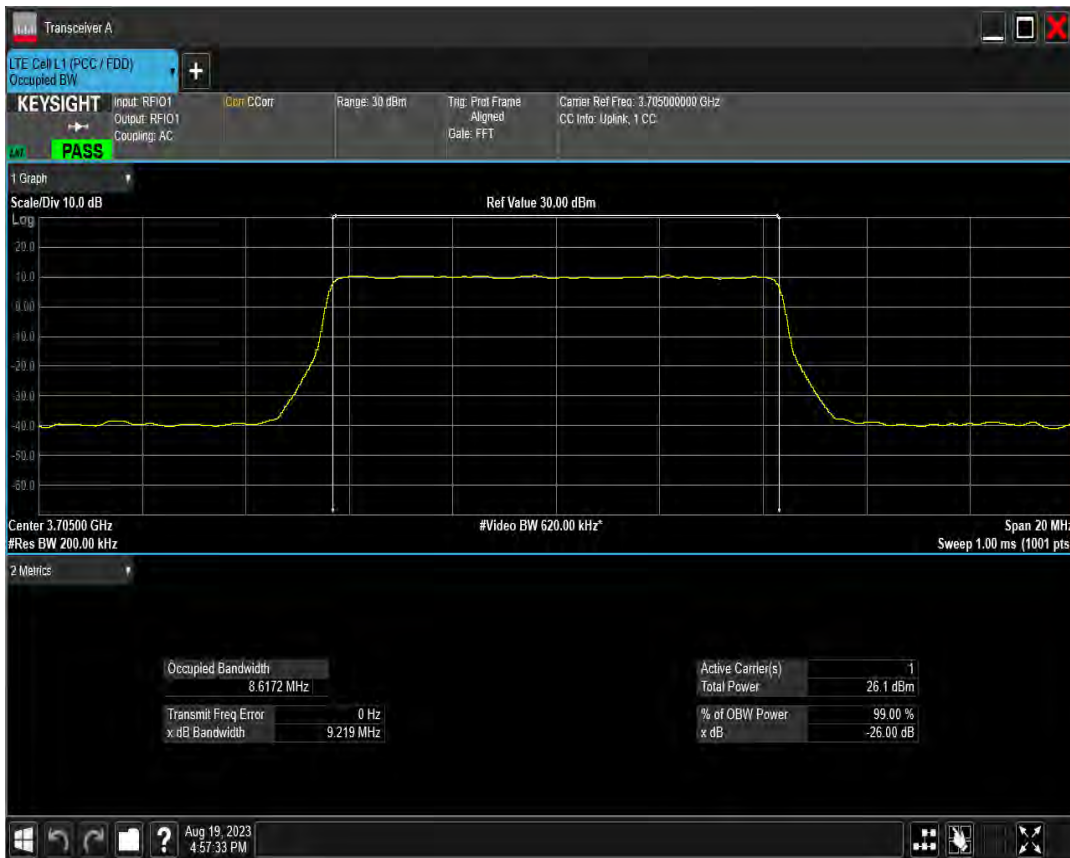 Transceiver A
LTE Cell L1 (PCC / FDD)
Occupied BW
+
KEYSIGHT
Input: RFIO1
Output: RFIO1
Coupling: AC
PASS
Corr CCorr
Range: 30 dBm
Trig: Prot Frame
Aligned
Gate: FFT
Carrier Ref Freq: 3.705000000 GHz
CC Info: Uplink, 1 CC
1 Graph
Scale/Div 10.0 dB
Ref Value 30.00 dBm
Log
20.0
10.0
0.00
-10.0
-20.0
-30.0
-40.0
-50.0
-60.0
Center 3.70500 GHz
#Video BW 620.00 kHz*
Span 20 MHz
#Res BW 200.00 kHz
Sweep 1.00 ms (1001 pts
2 Metrics
Occupied Bandwidth
8.6172 MHz
Transmit Freq Error 0 Hz
x dB Bandwidth 9.219 MHz
Active Carrier(s) 1
Total Power 26.1 dBm
% of OBW Power 99.00 %
x dB -26.00 dB
?
Aug 19, 2023
4:57:33 PM